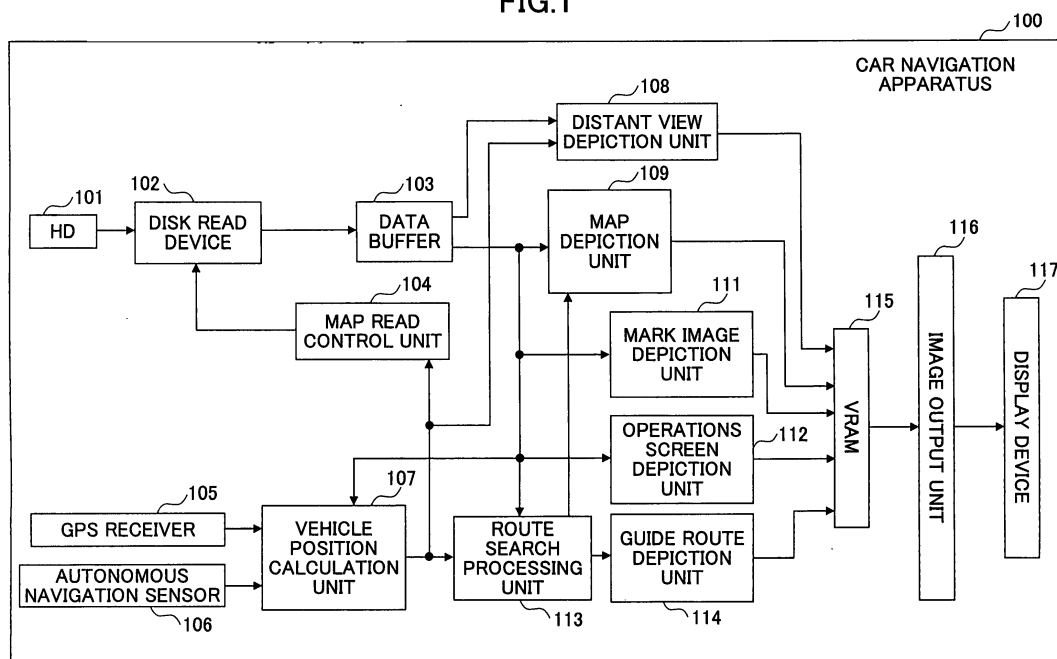 FIG.1
100
CAR NAVIGATION
APPARATUS
108
DISTANT VIEW
DEPICTION UNIT
101
HD
102
DISK READ
DEVICE
103
DATA
BUFFER
109
MAP
DEPICTION
UNIT
104
MAP READ
CONTROL UNIT
111
MARK IMAGE
DEPICTION
UNIT
115
VRAM
116
IMAGE OUTPUT UNIT
117
DISPLAY DEVICE
OPERATIONS
SCREEN
DEPICTION
UNIT
112
105
GPS RECEIVER
AUTONOMOUS
NAVIGATION SENSOR
106
107
VEHICLE
POSITION
CALCULATION
UNIT
ROUTE
SEARCH
PROCESSING
UNIT
113
GUIDE ROUTE
DEPICTION
UNIT
114